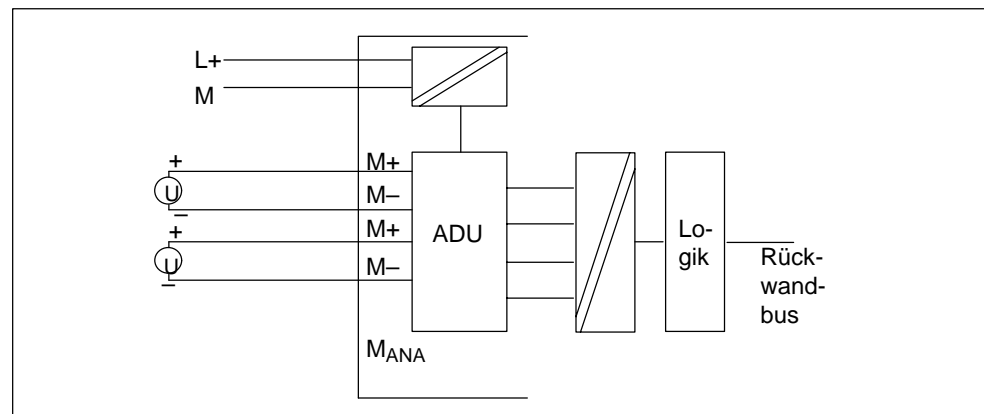 L+
M
+
M+
U
M–
–
+
M+
U
M–
–
ADU
Lo-
gik
Rück-
wand-
bus
MANA